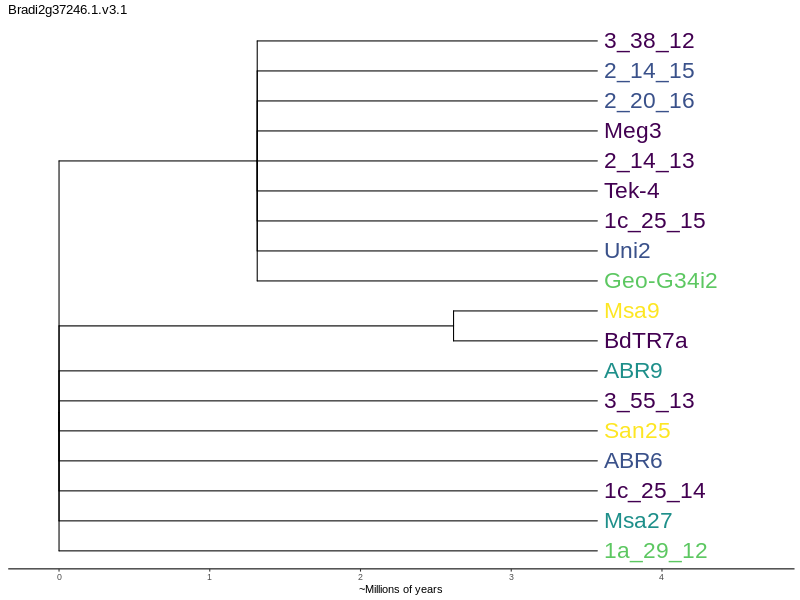 Bradi2g37246.1.v3.1
3_38_12
2_14_15
2_20_16
Meg3
2_14_13
Tek-4
1c_25_15
Uni2
Geo-G34i2
Msa9
BdTR7a
ABR9
3_55_13
San25
ABR6
1c_25_14
Msa27
1a_29_12
0 1 2 3 4
~Millions of years